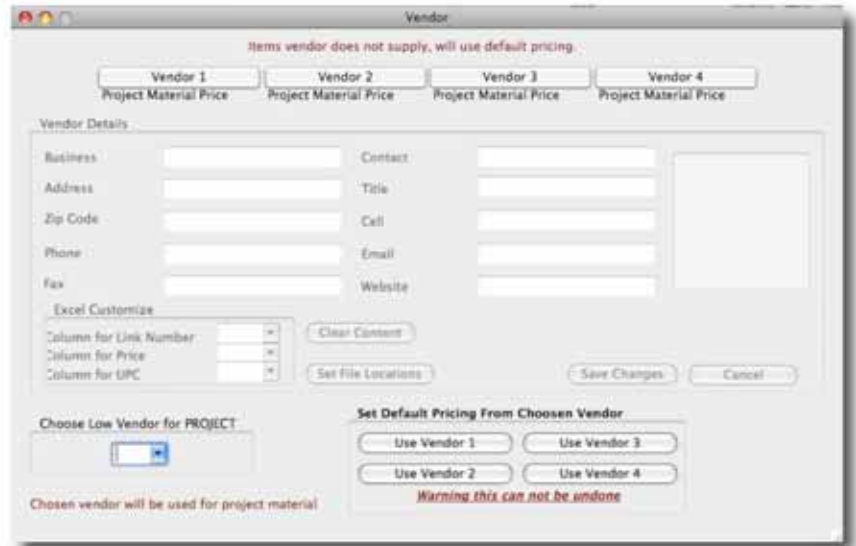 Vendor
Items vendor does not supply, will use default pricing.
Vendor 1 Vendor 2 Vendor 3 Vendor 4
Project Material Price Project Material Price Project Material Price Project Material Price
Vendor Details
Business Contact
Address Title
Zip Code Cell
Phone Email
Fax Website
Excel Customize
Column for Link Number Clear Content
Column for Price
Column for UPC Set File Locations Save Changes Cancel
Choose Low Vendor for PROJECT
Set Default Pricing From Choosen Vendor
Use Vendor 1 Use Vendor 3
Use Vendor 2 Use Vendor 4
Warning this can not be undone
Chosen vendor will be used for project material